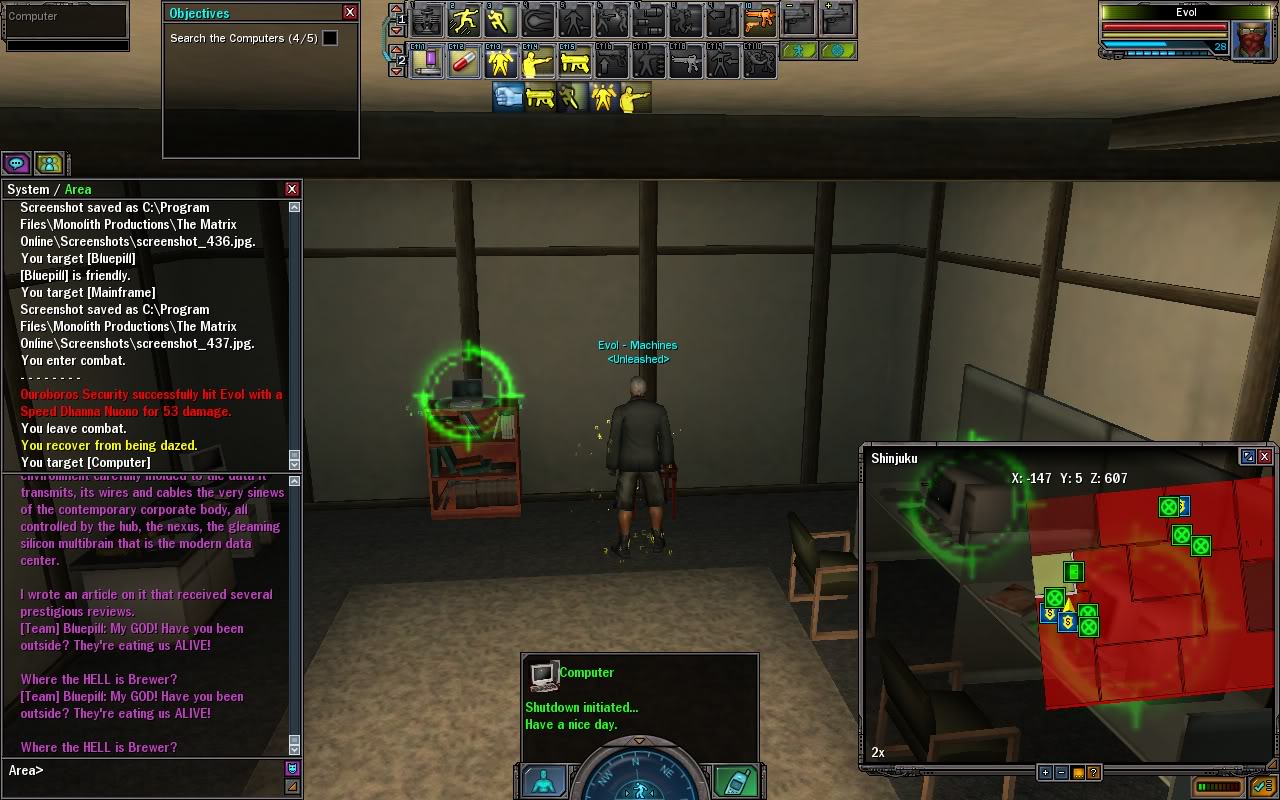 Computer
Objectives
Search the Computers (4/5)
1
2
10
Ctrl1
Ctrl2
Ctrl3
Ctrl4
Ctrl5
Evol
28
System / Area
Screenshot saved as C:\Program
Files\Monolith Productions\The Matrix
Online\Screenshots\screenshot_436.jpg.
You target [Bluepill]
[Bluepill] is friendly.
You target [Mainframe]
Screenshot saved as C:\Program
Files\Monolith Productions\The Matrix
Online\Screenshots\screenshot_437.jpg.
You enter combat.
- - - - - - - -
Ouroboros Security successfully hit Evol with a
Speed Dhanna Nuono for 53 damage.
You leave combat.
You recover from being dazed.
You target [Computer]
environment carefully molded to the data it
transmits, its wires and cables the very sinews
of the contemporary corporate body, all
controlled by the hub, the nexus, the gleaming
silicon multibrain that is the modern data
center.
I wrote an article on it that received several
prestigious reviews.
[Team] Bluepill: My GOD! Have you been
outside? They're eating us ALIVE!
Where the HELL is Brewer?
[Team] Bluepill: My GOD! Have you been
outside? They're eating us ALIVE!
Where the HELL is Brewer?
Area>
Evol - Machines
<Unleashed>
Computer
Shutdown initiated...
Have a nice day.
NW
N
NE
Shinjuku
X: -147 Y: 5 Z: 607
2x